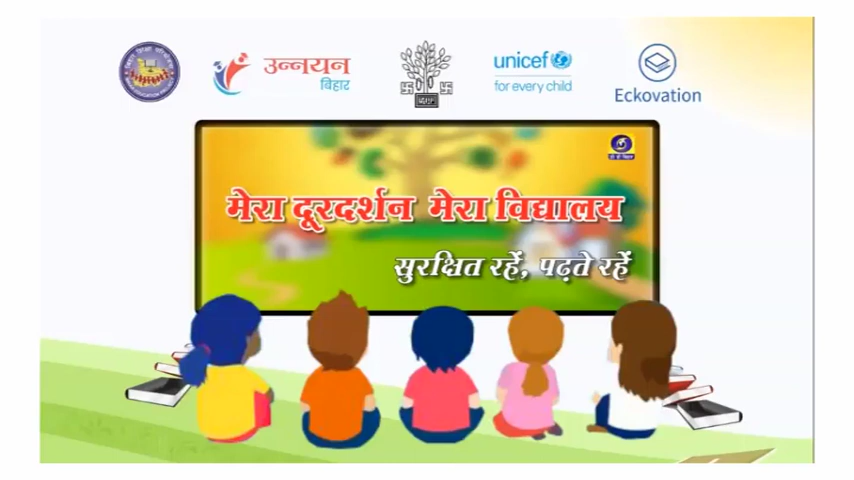 उन्नयन
बिहार
unicef
for every child
Eckovation
मेरा दूरदर्शन मेरा विद्यालय
सुरक्षित रहें, पढ़ते रहें